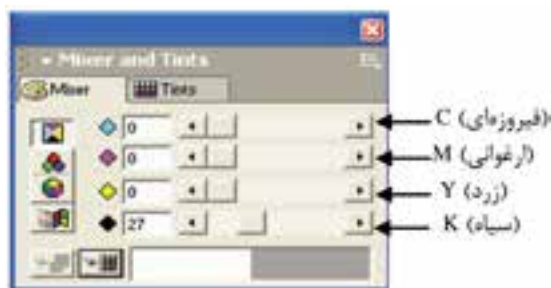 Mixer and Tints
Mixer Tints
0 C (فیروزه‌ای)
0 M (ارغوانی)
0 Y (زرد)
27 K (سیاه)